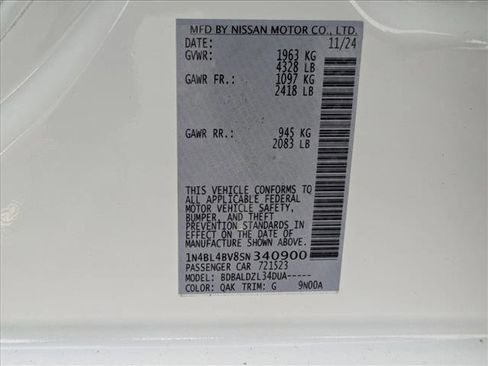 MFD BY NISSAN MOTOR CO., LTD.
DATE: 11/24
GVWR: 1963 KG
4328 LB
GAWR FR.: 1097 KG
2418 LB
GAWR RR.: 945 KG
2083 LB
THIS VEHICLE CONFORMS TO
ALL APPLICABLE FEDERAL
MOTOR VEHICLE SAFETY,
BUMPER, AND THEFT
PREVENTION STANDARDS IN
EFFECT ON THE DATE OF
MANUFACTURE SHOWN ABOVE.
1N4BL4BV8SN340900
PASSENGER CAR 721523
MODEL: BDBALDZL34DUA-----
COLOR: QAK TRIM: G 9N00A